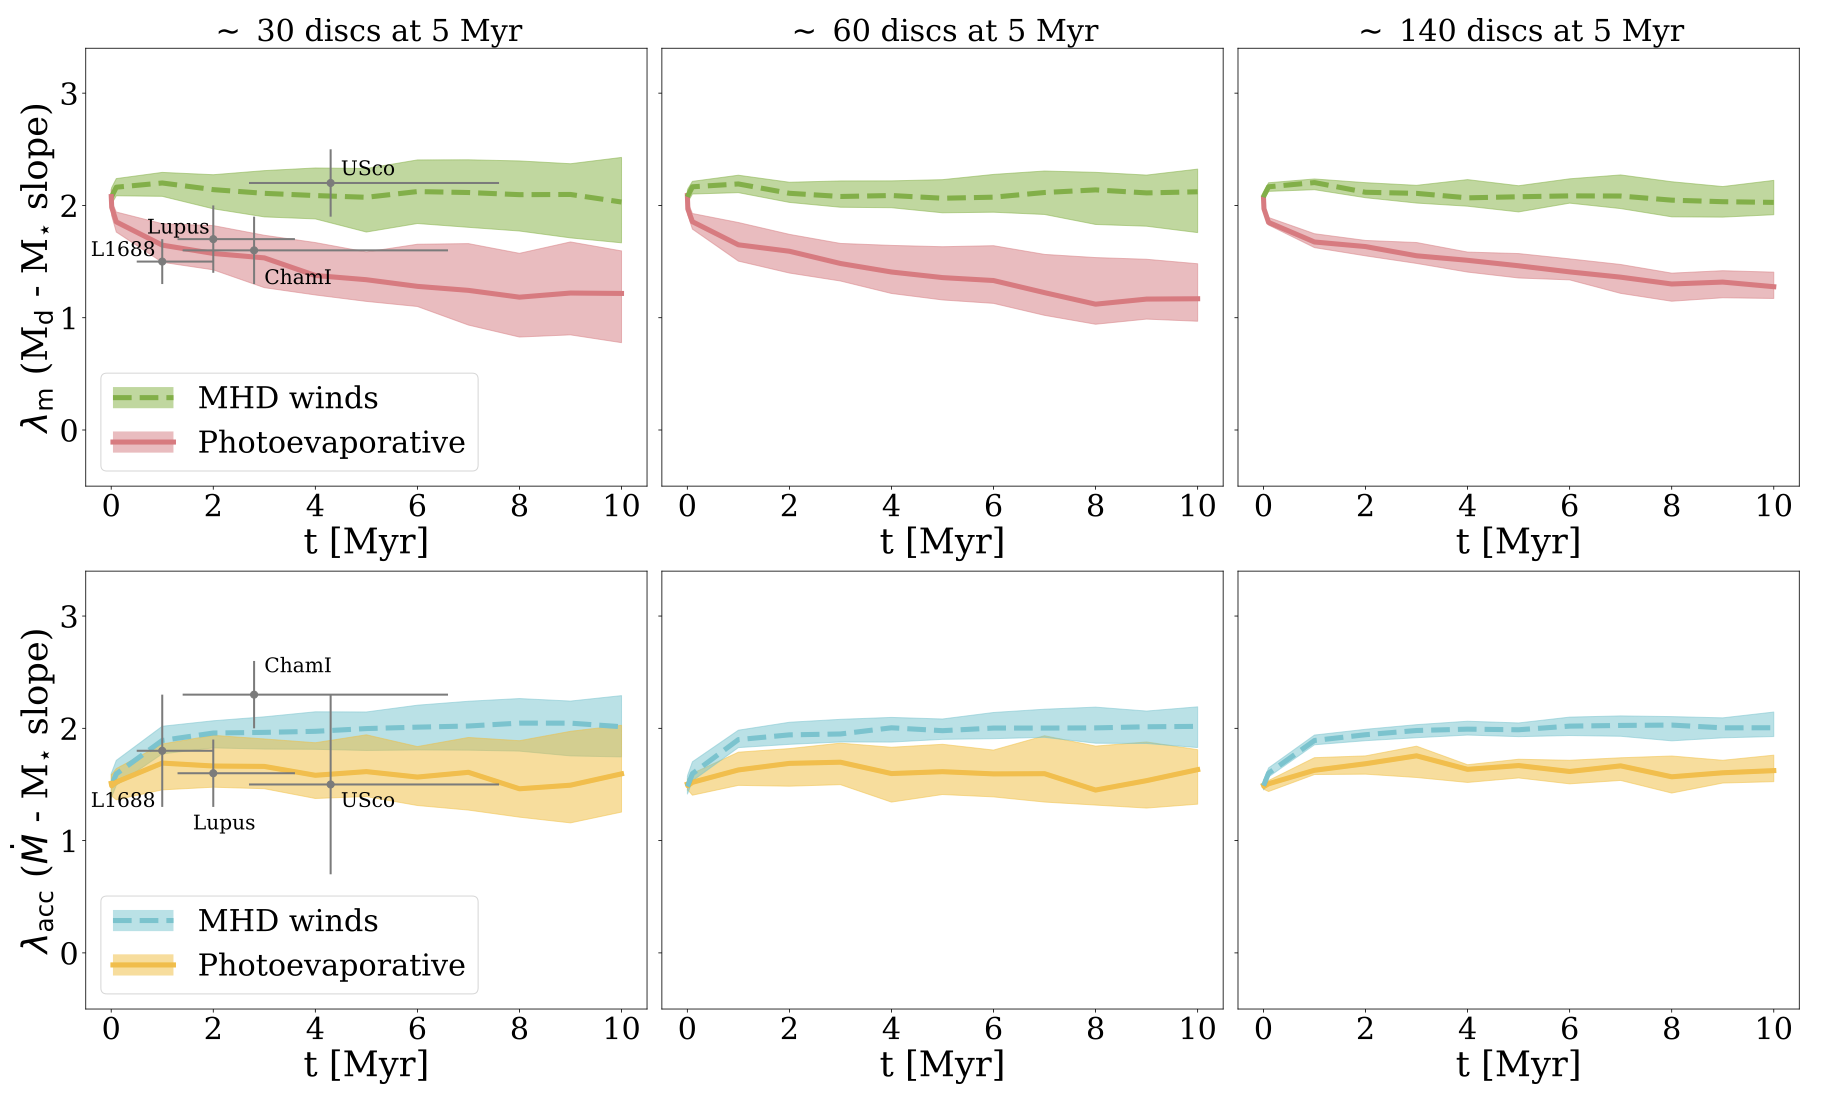 ~ 30 discs at 5 Myr
~ 60 discs at 5 Myr
~ 140 discs at 5 Myr
λm (Md - M⋆ slope)
3
2
1
0
USco
Lupus
L1688
ChamI
MHD winds
Photoevaporative
0 2 4 6 8 10
t [Myr]
0 2 4 6 8 10
t [Myr]
0 2 4 6 8 10
t [Myr]
λacc (Ṁ - M⋆ slope)
3
2
1
0
ChamI
L1688
USco
Lupus
MHD winds
Photoevaporative
0 2 4 6 8 10
t [Myr]
0 2 4 6 8 10
t [Myr]
0 2 4 6 8 10
t [Myr]